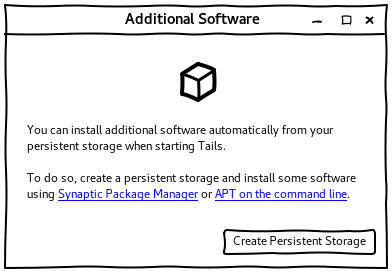 Additional Software
You can install additional software automatically from your
persistent storage when starting Tails.
To do so, create a persistent storage and install some software
using Synaptic Package Manager or APT on the command line.
Create Persistent Storage